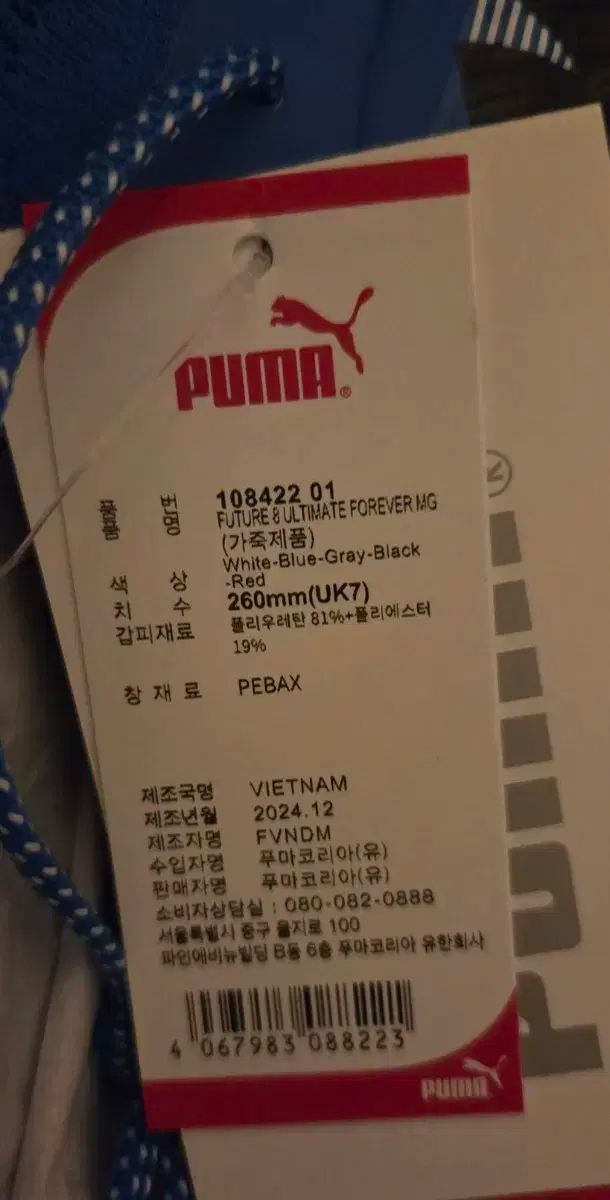 PUMA®
품 번 108422 01
품 명 FUTURE 8 ULTIMATE FOREVER MG
(가죽제품)
색 상 White-Blue-Gray-Black
-Red
치 수 260mm(UK7)
갑피재료 폴리우레탄 81%+폴리에스터
19%
창 재 료 PEBAX
제조국명 VIETNAM
제조년월 2024.12
제조자명 FVNDM
수입자명 푸마코리아(유)
판매자명 푸마코리아(유)
소비자상담실 : 080-082-0888
서울특별시 중구 을지로 100
파인애비뉴빌딩 B동 6층 푸마코리아 유한회사
4 067983 088223
PUMA